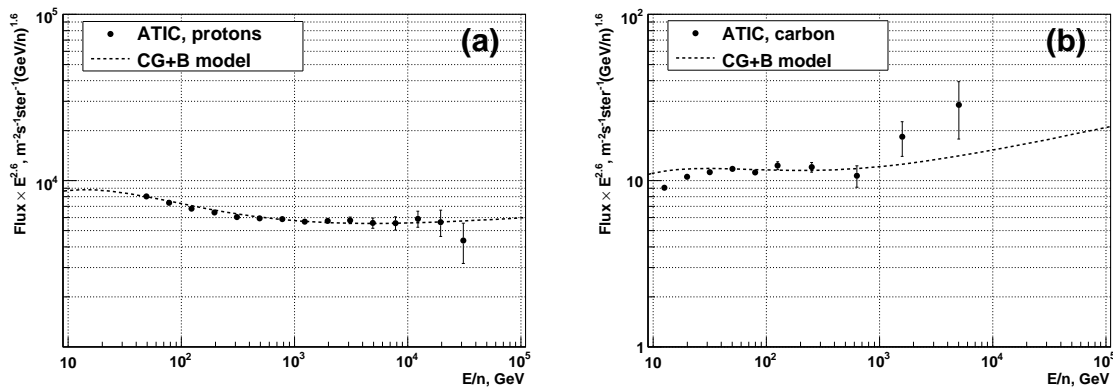 Flux × E^2.6, m^-2s^-1ster^-1(GeV/n)^1.6
10^5
ATIC, protons
CG+B model
(a)
10^4
10 10^2 10^3 10^4 10^5
E/n, GeV
Flux × E^2.6, m^-2s^-1ster^-1(GeV/n)^1.6
10^2
ATIC, carbon
CG+B model
(b)
10
1
10 10^2 10^3 10^4 10^5
E/n, GeV